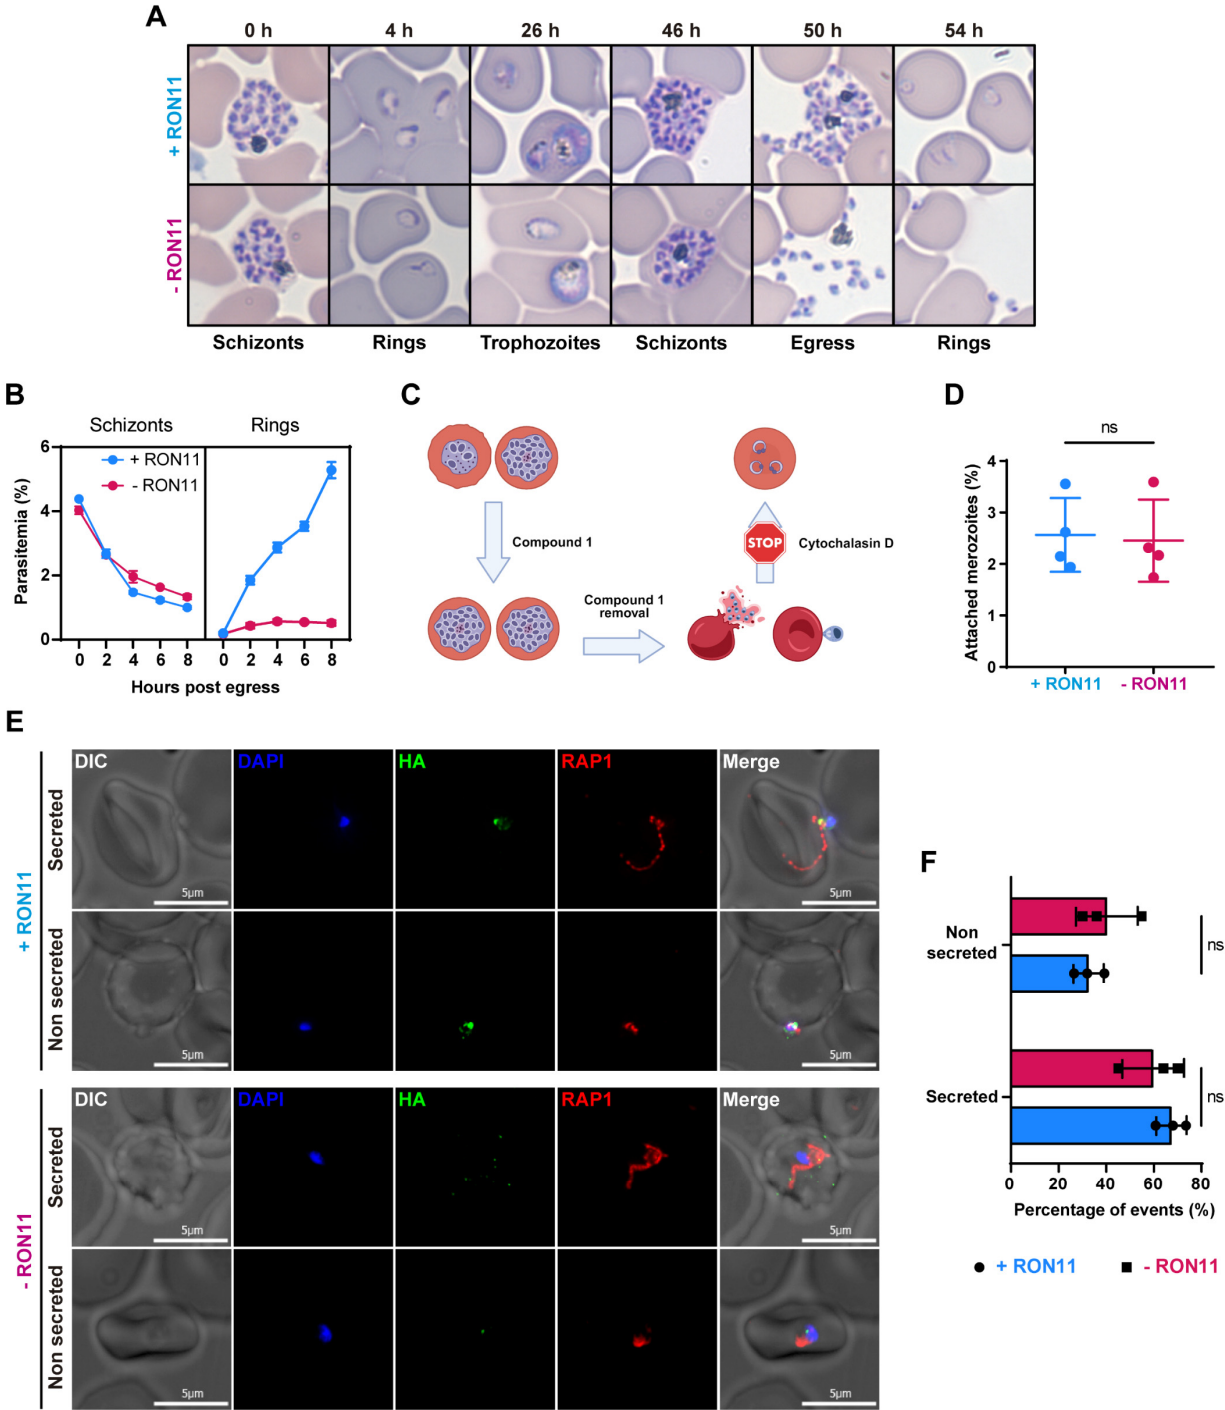 A
0 h 4 h 26 h 46 h 50 h 54 h
+ RON11
- RON11
Schizonts Rings Trophozoites Schizonts Egress Rings
B
Schizonts Rings
+ RON11
- RON11
Parasitemia (%)
6
4
2
0
0 2 4 6 8 0 2 4 6 8
Hours post egress
C
Compound 1
Compound 1
removal
STOP
Cytochalasin D
D
ns
Attached merozoites (%)
4
3
2
1
0
+ RON11 - RON11
E
+ RON11
Secreted
DIC DAPI HA RAP1 Merge
5μm 5μm
Non secreted
5μm 5μm
- RON11
Secreted
DIC DAPI HA RAP1 Merge
5μm 5μm
Non secreted
5μm 5μm
F
Non
secreted
ns
Secreted
ns
0 20 40 60 80
Percentage of events (%)
+ RON11 - RON11